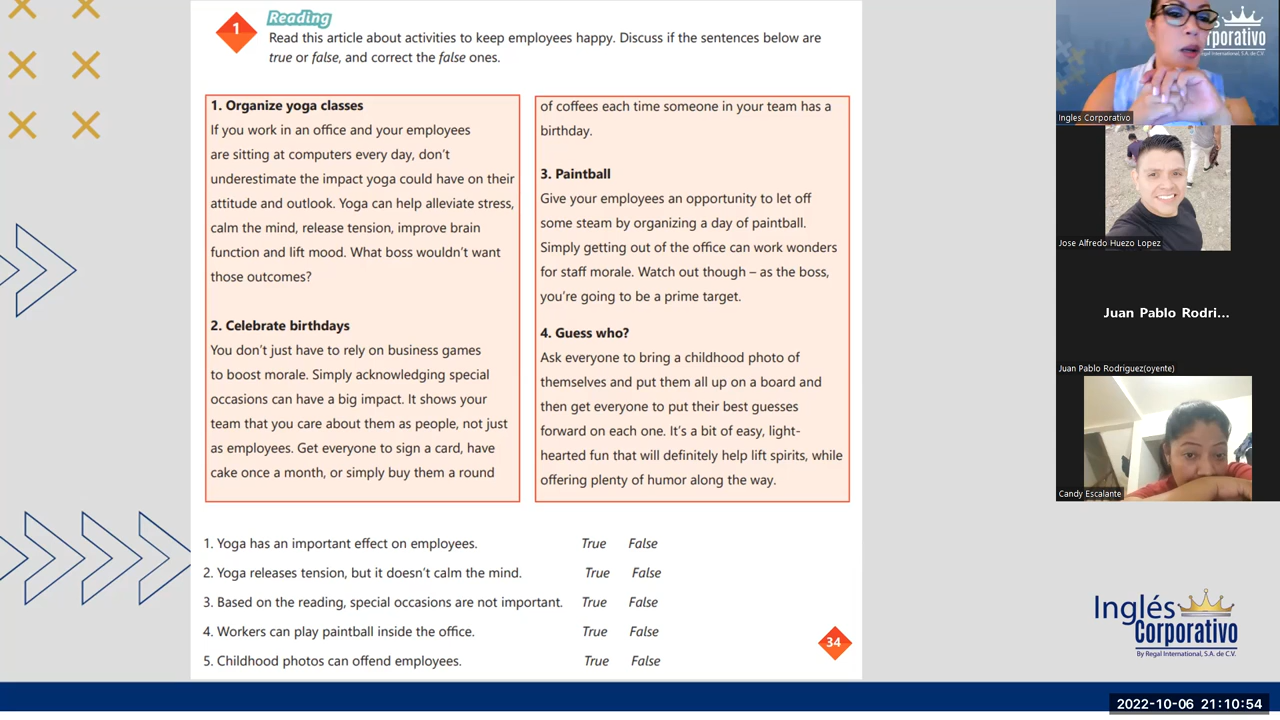 1
Reading
Read this article about activities to keep employees happy. Discuss if the sentences below are
true or false, and correct the false ones.
1. Organize yoga classes
If you work in an office and your employees
are sitting at computers every day, don't
underestimate the impact yoga could have on their
attitude and outlook. Yoga can help alleviate stress,
calm the mind, release tension, improve brain
function and lift mood. What boss wouldn't want
those outcomes?
2. Celebrate birthdays
You don't just have to rely on business games
to boost morale. Simply acknowledging special
occasions can have a big impact. It shows your
team that you care about them as people, not just
as employees. Get everyone to sign a card, have
cake once a month, or simply buy them a round
of coffees each time someone in your team has a
birthday.
3. Paintball
Give your employees an opportunity to let off
some steam by organizing a day of paintball.
Simply getting out of the office can work wonders
for staff morale. Watch out though – as the boss,
you're going to be a prime target.
4. Guess who?
Ask everyone to bring a childhood photo of
themselves and put them all up on a board and
then get everyone to put their best guesses
forward on each one. It's a bit of easy, light-
hearted fun that will definitely help lift spirits, while
offering plenty of humor along the way.
1. Yoga has an important effect on employees. True False
2. Yoga releases tension, but it doesn't calm the mind. True False
3. Based on the reading, special occasions are not important. True False
4. Workers can play paintball inside the office. True False
5. Childhood photos can offend employees. True False
34
rporativo
By Regal International, S.A. de C.V.
Ingles Corporativo
Jose Alfredo Huezo Lopez
Juan Pablo Rodri...
Juan Pablo Rodriguez(oyente)
Candy Escalante
Inglés
Corporativo
By Regal International, S.A. de C.V.
2022-10-06 21:10:54